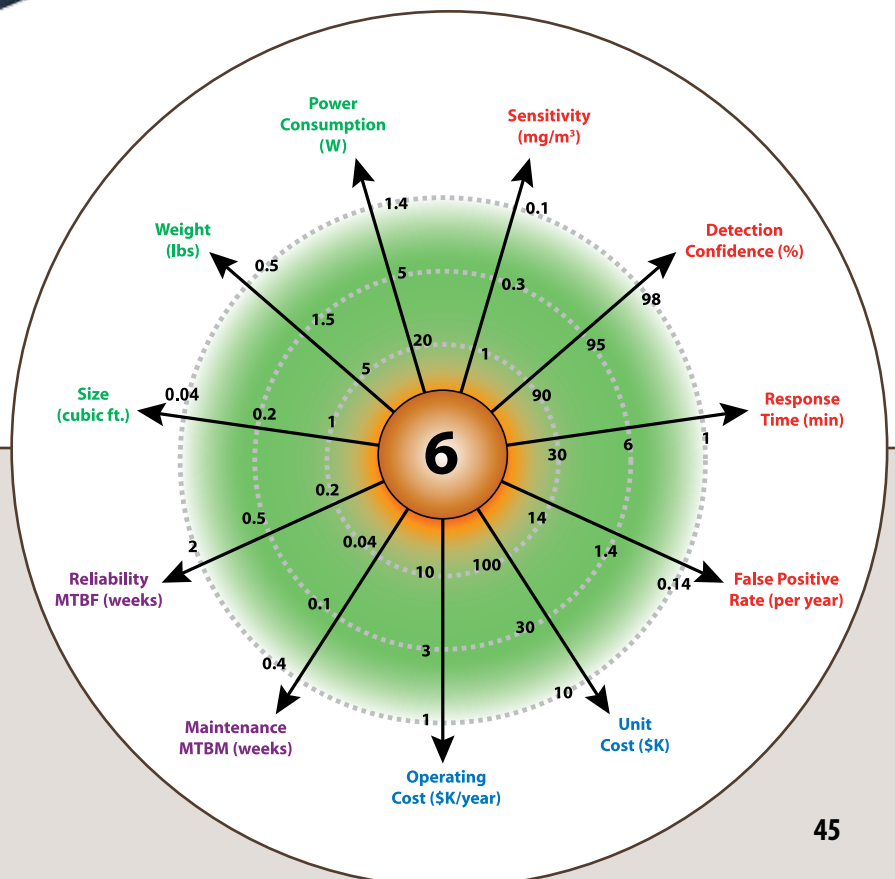 Power
Consumption
(W)
Sensitivity
(mg/m³)
Weight
(lbs)
Detection
Confidence (%)
Size
(cubic ft.)
Response
Time (min)
Reliability
MTBF (weeks)
False Positive
Rate (per year)
Maintenance
MTBM (weeks)
Operating
Cost ($K/year)
Unit
Cost ($K)
1.4
5
20
0.1
0.3
1
98
95
90
1
6
30
0.14
1.4
14
10
30
100
1
3
10
0.4
0.1
0.04
2
0.5
0.2
0.04
0.2
1
0.5
1.5
5
6
45